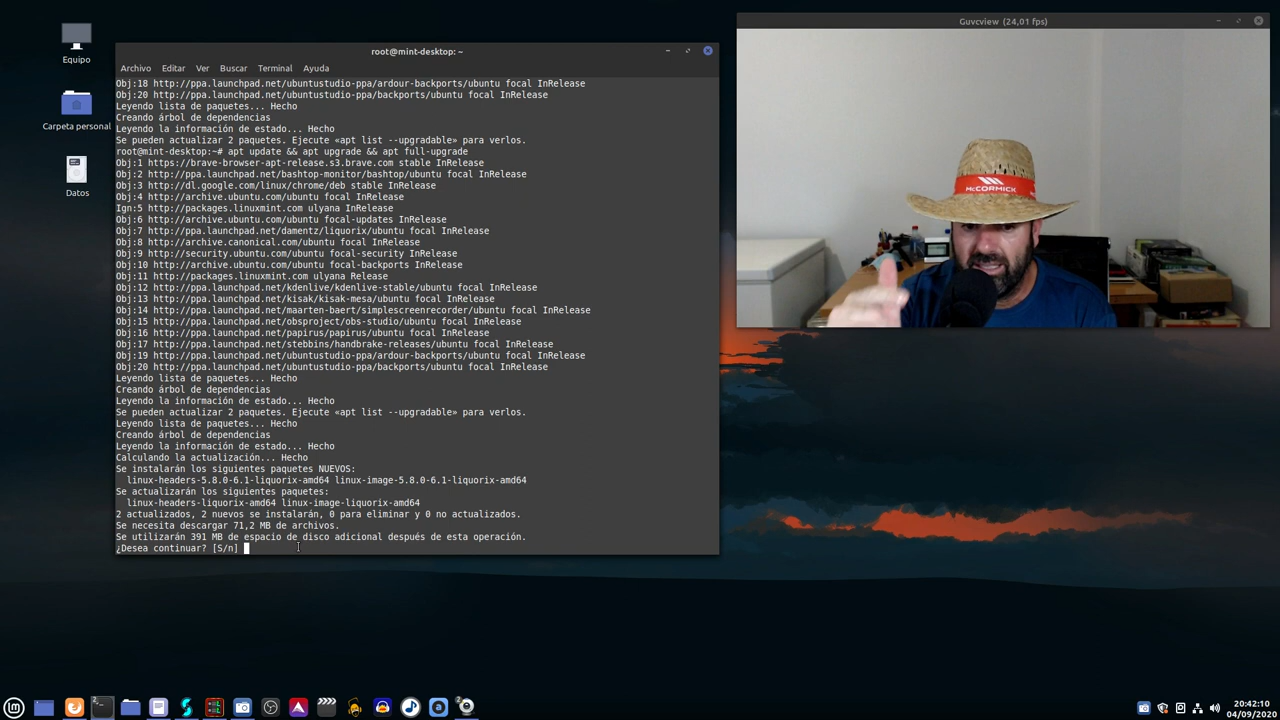 Guvcview (24,01 fps)
Equipo
Carpeta personal
Datos
root@mint-desktop: ~
Archivo Editar Ver Buscar Terminal Ayuda
Obj:18 http://ppa.launchpad.net/ubuntustudio-ppa/ardour-backports/ubuntu focal InRelease
Obj:20 http://ppa.launchpad.net/ubuntustudio-ppa/backports/ubuntu focal InRelease
Leyendo lista de paquetes... Hecho
Creando árbol de dependencias
Leyendo la información de estado... Hecho
Se pueden actualizar 2 paquetes. Ejecute «apt list --upgradable» para verlos.
root@mint-desktop:~# apt update && apt upgrade && apt full-upgrade
Obj:1 https://brave-browser-apt-release.s3.brave.com stable InRelease
Obj:2 http://ppa.launchpad.net/bashtop-monitor/bashtop/ubuntu focal InRelease
Obj:3 http://dl.google.com/linux/chrome/deb stable InRelease
Obj:4 http://archive.ubuntu.com/ubuntu focal InRelease
Ign:5 http://packages.linuxmint.com ulyana InRelease
Obj:6 http://archive.ubuntu.com/ubuntu focal-updates InRelease
Obj:7 http://ppa.launchpad.net/damentz/liquorix/ubuntu focal InRelease
Obj:8 http://archive.canonical.com/ubuntu focal InRelease
Obj:9 http://security.ubuntu.com/ubuntu focal-security InRelease
Obj:10 http://archive.ubuntu.com/ubuntu focal-backports InRelease
Obj:11 http://packages.linuxmint.com ulyana Release
Obj:12 http://ppa.launchpad.net/kdenlive/kdenlive-stable/ubuntu focal InRelease
Obj:13 http://ppa.launchpad.net/kisak/kisak-mesa/ubuntu focal InRelease
Obj:14 http://ppa.launchpad.net/maarten-baert/simplescreenrecorder/ubuntu focal InRelease
Obj:15 http://ppa.launchpad.net/obsproject/obs-studio/ubuntu focal InRelease
Obj:16 http://ppa.launchpad.net/papirus/papirus/ubuntu focal InRelease
Obj:17 http://ppa.launchpad.net/stebbins/handbrake-releases/ubuntu focal InRelease
Obj:19 http://ppa.launchpad.net/ubuntustudio-ppa/ardour-backports/ubuntu focal InRelease
Obj:20 http://ppa.launchpad.net/ubuntustudio-ppa/backports/ubuntu focal InRelease
Leyendo lista de paquetes... Hecho
Creando árbol de dependencias
Leyendo la información de estado... Hecho
Se pueden actualizar 2 paquetes. Ejecute «apt list --upgradable» para verlos.
Leyendo lista de paquetes... Hecho
Creando árbol de dependencias
Leyendo la información de estado... Hecho
Calculando la actualización... Hecho
Se instalarán los siguientes paquetes NUEVOS:
linux-headers-5.8.0-6.1-liquorix-amd64 linux-image-5.8.0-6.1-liquorix-amd64
Se actualizarán los siguientes paquetes:
linux-headers-liquorix-amd64 linux-image-liquorix-amd64
2 actualizados, 2 nuevos se instalarán, 0 para eliminar y 0 no actualizados.
Se necesita descargar 71,2 MB de archivos.
Se utilizarán 391 MB de espacio de disco adicional después de esta operación.
¿Desea continuar? [S/n]
McCORMICK
20:42:10
04/09/2020